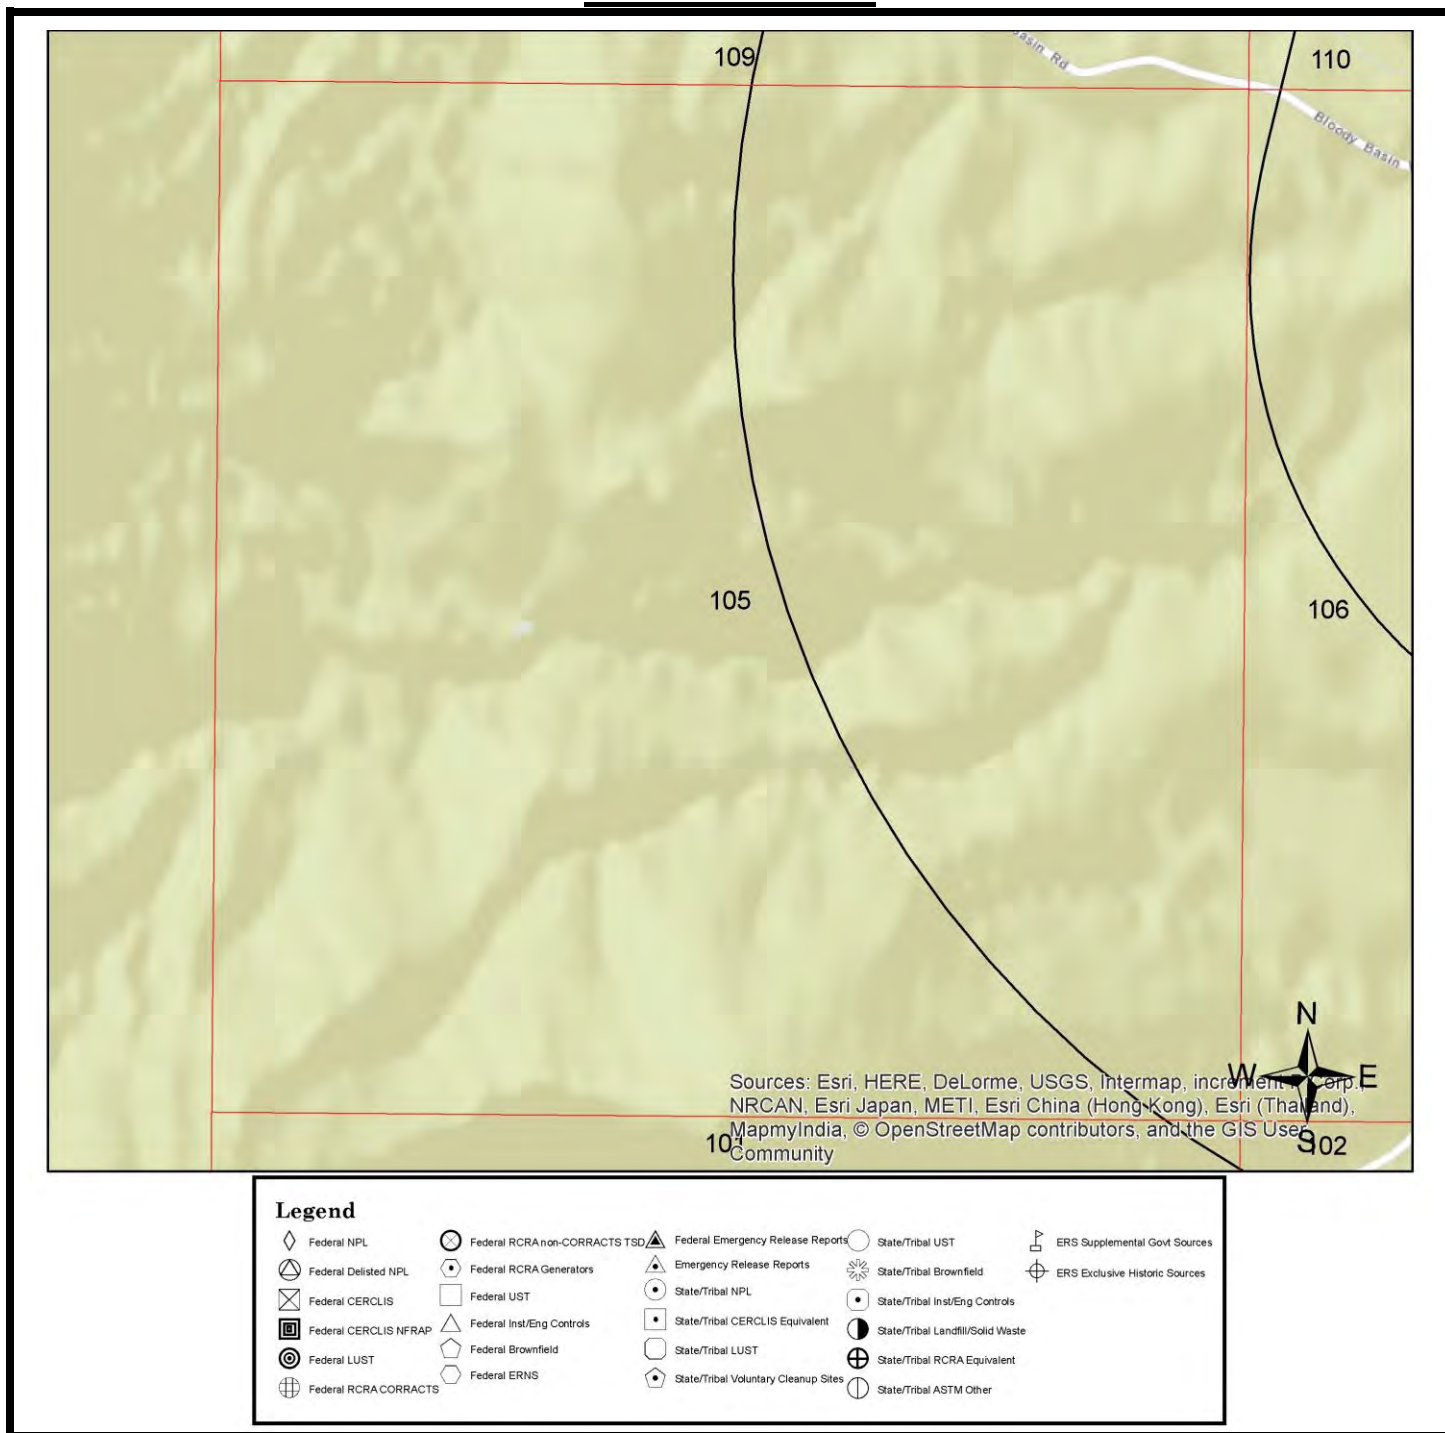 109
110
asin Rd
Bloody Basin
105
106
Sources: Esri, HERE, DeLorme, USGS, Intermap, increment P Corp.,
NRCAN, Esri Japan, METI, Esri China (Hong Kong), Esri (Thailand),
MapmyIndia, © OpenStreetMap contributors, and the GIS User
Community
N
W
E
S
101
102
Legend
Federal NPL
Federal Delisted NPL
Federal CERCLIS
Federal CERCLIS NFRAP
Federal LUST
Federal RCRA CORRACTS
Federal RCRA non-CORRACTS TSD
Federal RCRA Generators
Federal UST
Federal Inst/Eng Controls
Federal Brownfield
Federal ERNS
Federal Emergency Release Reports
Emergency Release Reports
State/Tribal NPL
State/Tribal CERCLIS Equivalent
State/Tribal LUST
State/Tribal Voluntary Cleanup Sites
State/Tribal UST
State/Tribal Brownfield
State/Tribal Inst/Eng Controls
State/Tribal Landfill/Solid Waste
State/Tribal RCRA Equivalent
State/Tribal ASTM Other
ERS Supplemental Govt Sources
ERS Exclusive Historic Sources